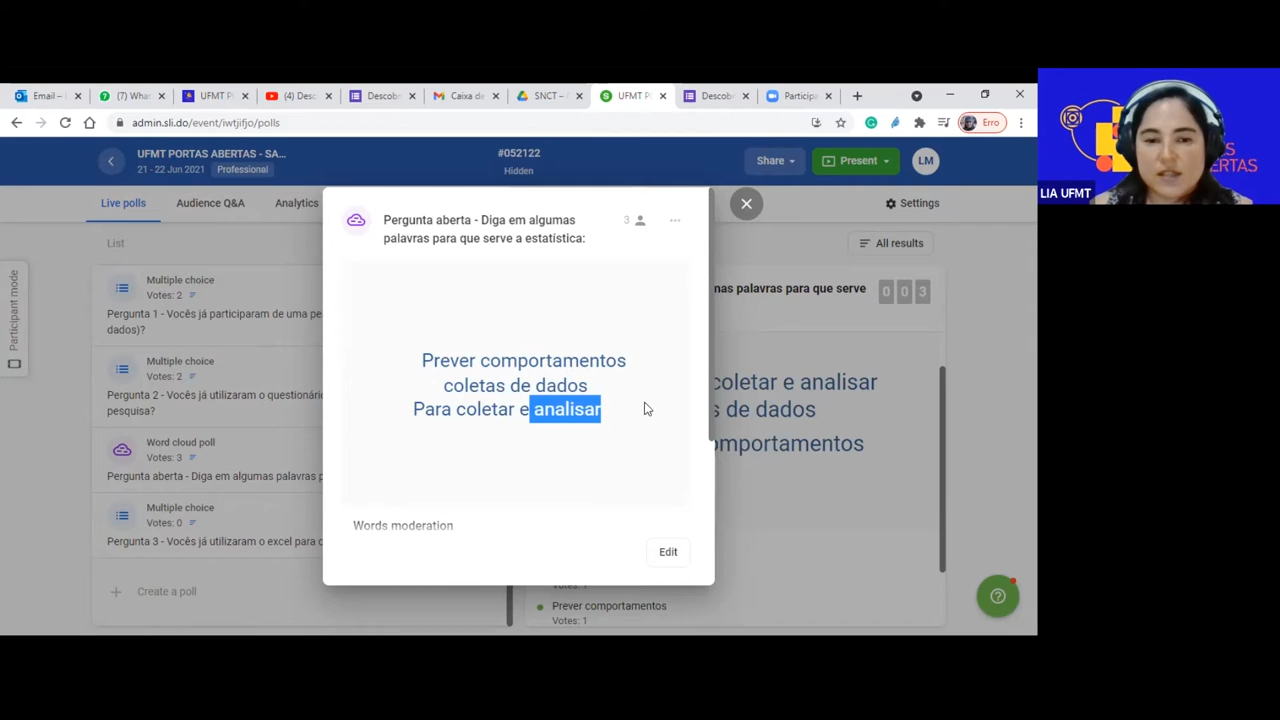 Email –
(7) Wha
UFMT P
(4) Desc
Descob
Caixa de
SNCT –
UFMT P
Descob
Participa
admin.sli.do/event/iwtjifjo/polls
Erro
UFMT PORTAS ABERTAS - SA...
21 - 22 Jun 2021
Professional
#052122
Hidden
Share
Present
LM
LIA UFMT
Live polls
Audience Q&A
Analytics
Settings
Participant mode
List
All results
Multiple choice
Votes: 2
Pergunta 1 - Vocês já participaram de uma pe
dados)?
Multiple choice
Votes: 2
Pergunta 2 - Vocês já utilizaram o questionári
pesquisa?
Word cloud poll
Votes: 3
Pergunta aberta - Diga em algumas palavras p
Multiple choice
Votes: 0
Pergunta 3 - Vocês já utilizaram o excel para o
Create a poll
Pergunta aberta - Diga em algumas
palavras para que serve a estatística:
3
Prever comportamentos
coletas de dados
Para coletar e analisar
Words moderation
Edit
mas palavras para que serve
0 0 3
coletar e analisar
s de dados
omportamentos
Votes: 1
Prever comportamentos
Votes: 1